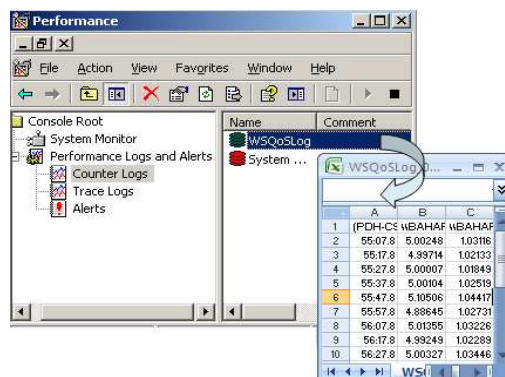 Performance
File Action View Favorites Window Help
Console Root
System Monitor
Performance Logs and Alerts
Counter Logs
Trace Logs
Alerts
Name Comment
WSQoSLog
System ...
WSQoSLog_0...
A B C
1 (PDH-CS \\BAHAR \\BAHAR
2 55:07.8 5.00248 1.03116
3 55:17.8 4.99714 1.02133
4 55:27.8 5.00007 1.01849
5 55:37.8 5.00104 1.02519
6 55:47.8 5.10506 1.04417
7 55:57.8 4.88645 1.02731
8 56:07.8 5.01355 1.03226
9 56:17.8 4.99249 1.02289
10 56:27.8 5.00327 1.03446